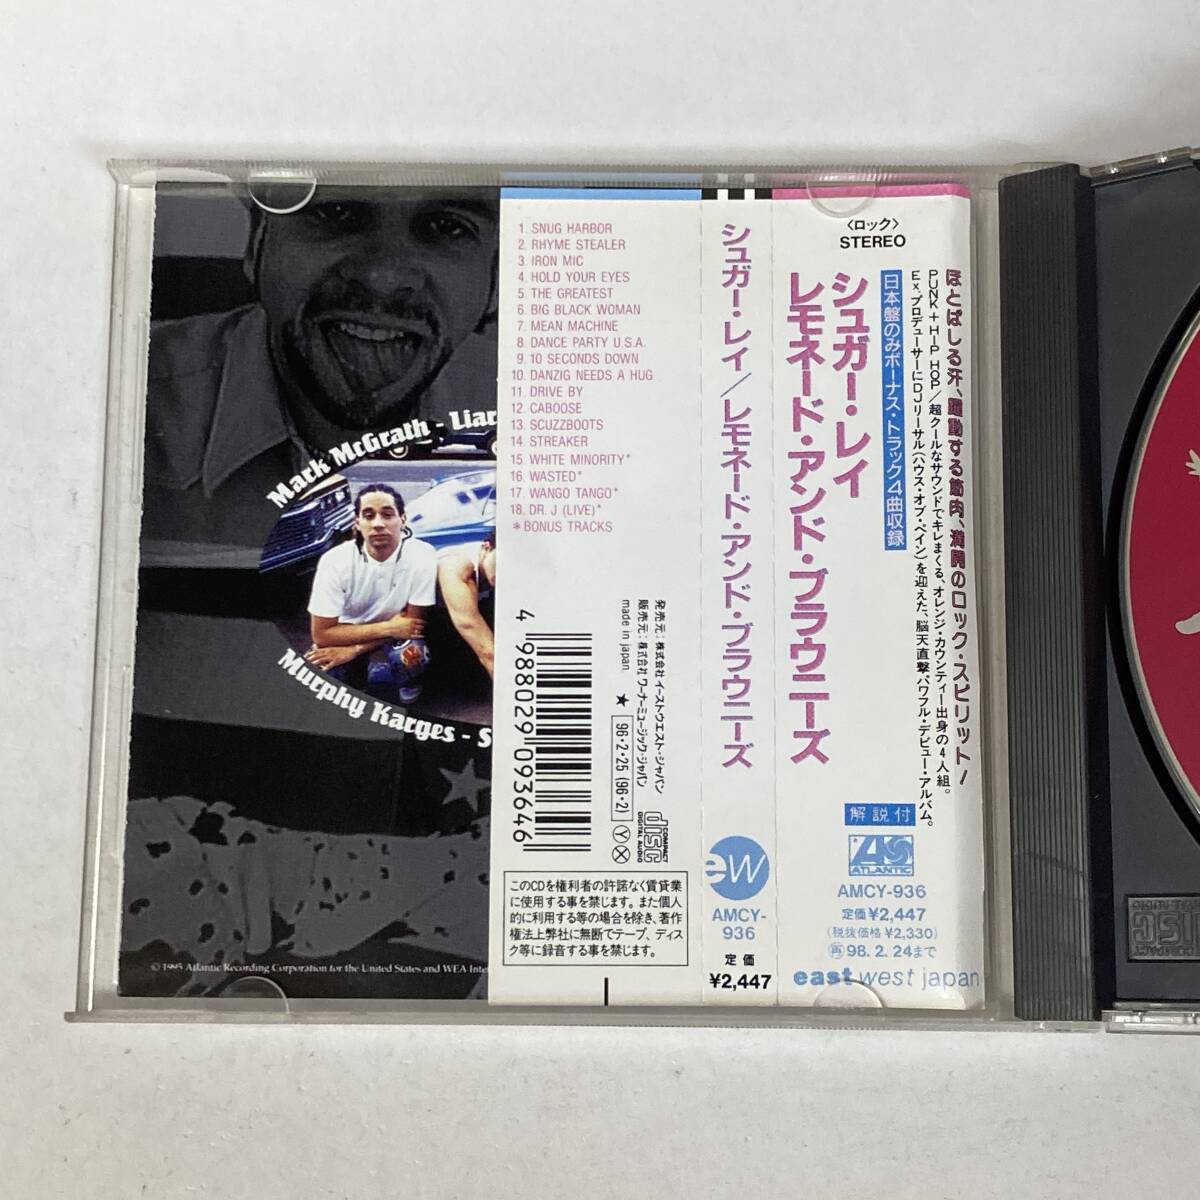 Mark McGrath - Liar
Murphy Karges - S
© 1995 Atlantic Recording Corporation for the United States and WEA Inter
1. SNUG HARBOR
2. RHYME STEALER
3. IRON MIC
4. HOLD YOUR EYES
5. THE GREATEST
6. BIG BLACK WOMAN
7. MEAN MACHINE
8. DANCE PARTY U.S.A.
9. 10 SECONDS DOWN
10. DANZIG NEEDS A HUG
11. DRIVE BY
12. CABOOSE
13. SCUZZBOOTS
14. STREAKER
15. WHITE MINORITY*
16. WASTED*
17. WANGO TANGO*
18. DR. J (LIVE)*
*BONUS TRACKS
4 988029 093646
発売元：株式会社イーストウエスト・ジャパン
販売元：株式会社ワーナーミュージック・ジャパン
made in japan.
★
96・2・25 (96・2) Ⓨ
COMPACT
disc
DIGITAL AUDIO
このCDを権利者の許諾なく賃貸業
に使用する事を禁じます。また個人
的に利用する等の場合を除き、著作
権法上弊社に無断でテープ、ディス
ク等に録音する事を禁じます。
シュガー・レイ／レモネード・アンド・ブラウニーズ
ew
AMCY-
936
定価
¥2,447
〈ロック〉
STEREO
ほとばしる汗、躍動する筋肉、満開のロック・スピリット！
PUNK＋HIP HOP／超クールなサウンドでキレまくる、オレンジ・カウンティー出身の4人組。
Ex.プロデューサーにDJリーサル(ハウス・オブ・ペイン)を迎えた、脳天直撃パワフル・デビュー・アルバム。
日本盤のみボーナス・トラック4曲収録
シュガー・レイ
レモネード・アンド・ブラウニーズ
解説付
ATLANTIC
AMCY-936
定価¥2,447
(税抜価格¥2,330)
再98.2.24まで
east west japan